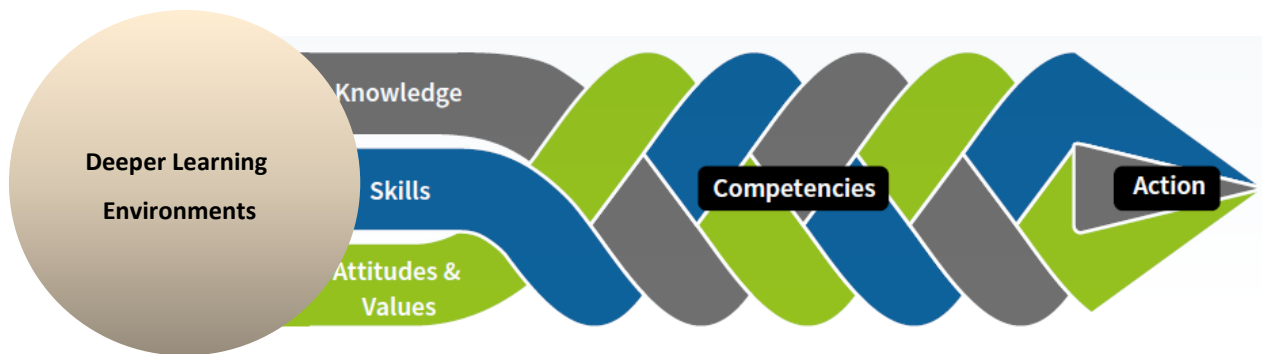 Deeper Learning
Environments
Knowledge
Skills
Attitudes &
Values
Competencies
Action